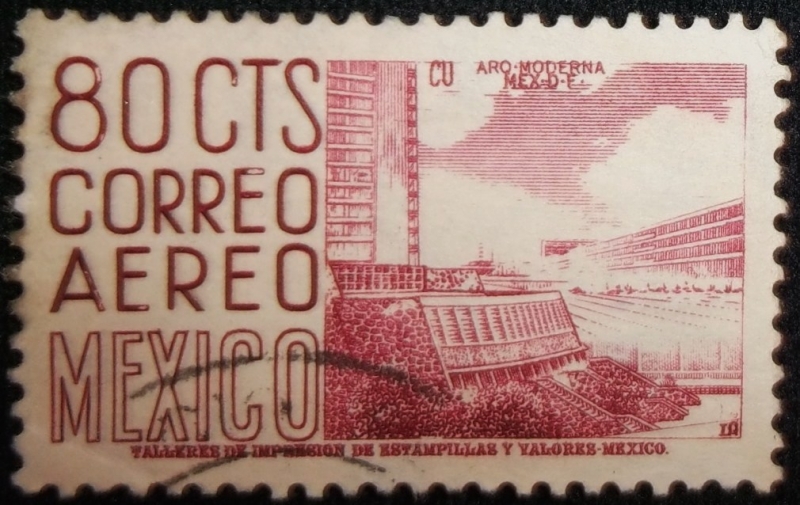 80 CTS
CORREO
AEREO
MEXICO
CU ARQ·MODERNA
MEX-D-F·
TALLERES DE IMPRESION DE ESTAMPILLAS Y VALORES-MEXICO.